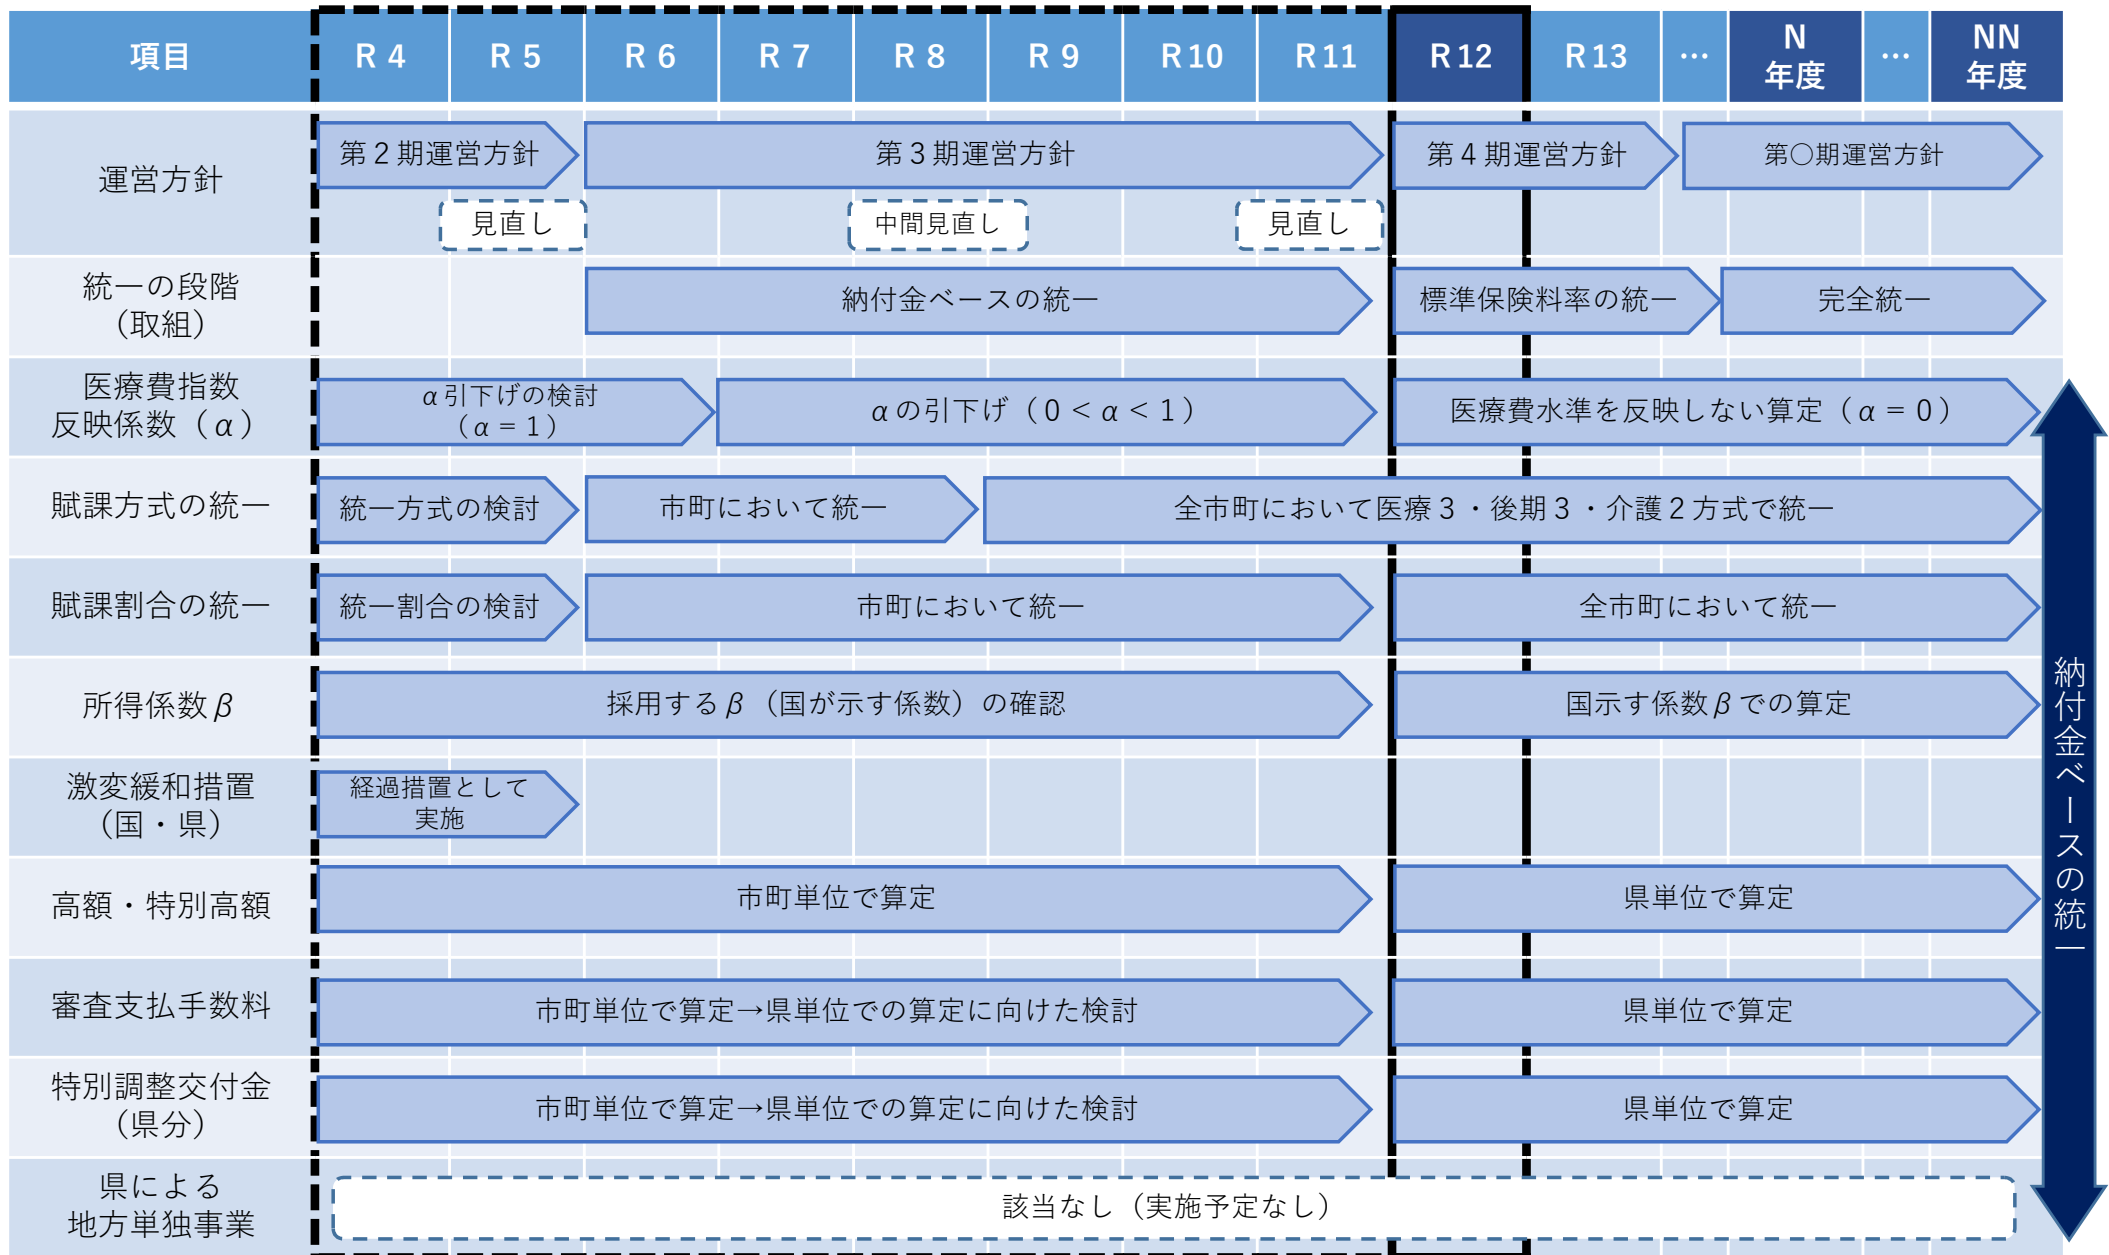 項目
R 4
R 5
R 6
R 7
R 8
R 9
R10
R11
R12
R13
…
N
年度
…
NN
年度
運営方針
第２期運営方針
第３期運営方針
第４期運営方針
第〇期運営方針
見直し
中間見直し
見直し
統一の段階
（取組）
納付金ベースの統一
標準保険料率の統一
完全統一
医療費指数
反映係数（α）
α引下げの検討
（α＝１）
αの引下げ（０＜α＜１）
医療費水準を反映しない算定（α＝０）
賦課方式の統一
統一方式の検討
市町において統一
全市町において医療３・後期３・介護２方式で統一
賦課割合の統一
統一割合の検討
市町において統一
全市町において統一
所得係数β
採用するβ（国が示す係数）の確認
国示す係数βでの算定
激変緩和措置
（国・県）
経過措置として
実施
高額・特別高額
市町単位で算定
県単位で算定
審査支払手数料
市町単位で算定→県単位での算定に向けた検討
県単位で算定
特別調整交付金
（県分）
市町単位で算定→県単位での算定に向けた検討
県単位で算定
県による
地方単独事業
該当なし（実施予定なし）
納付金ベースの統一